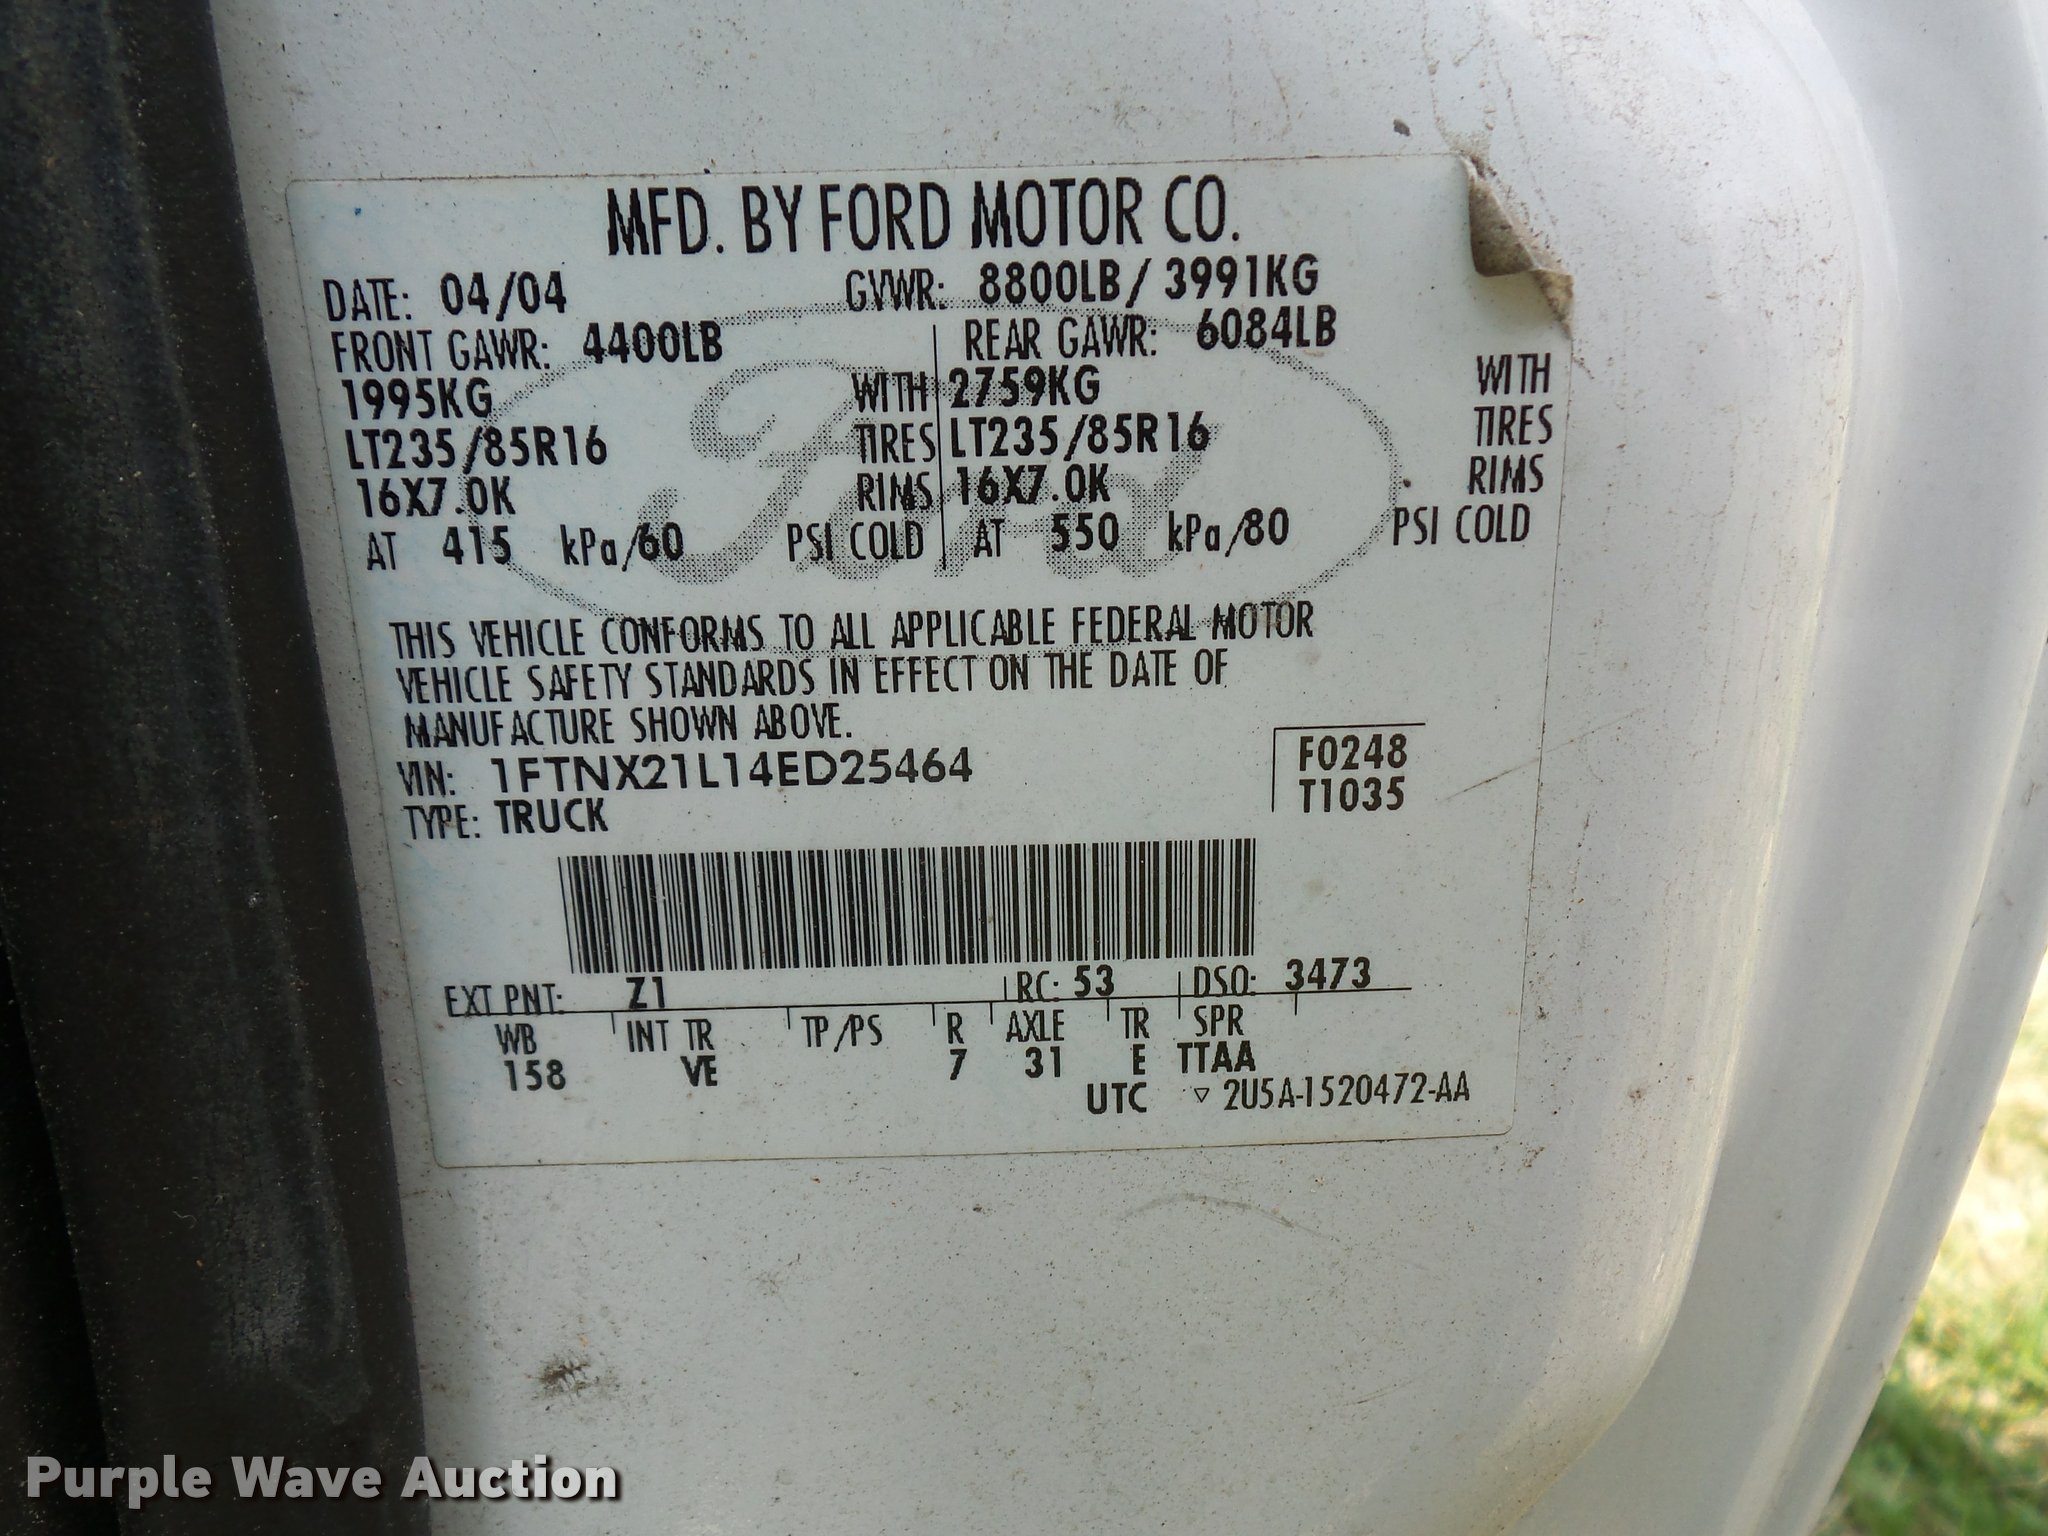 MFD. BY FORD MOTOR CO.
DATE: 04/04 GVWR: 8800LB/ 3991KG
FRONT GAWR: 4400LB REAR GAWR: 6084LB
1995KG WITH 2759KG WITH
LT235/85R16 TIRES LT235/85R16 TIRES
16X7.0K RIMS 16X7.0K RIMS
AT 415 kPa/60 PSI COLD AT 550 kPa/80 PSI COLD
Ford
THIS VEHICLE CONFORMS TO ALL APPLICABLE FEDERAL MOTOR
VEHICLE SAFETY STANDARDS IN EFFECT ON THE DATE OF
MANUFACTURE SHOWN ABOVE.
VIN: 1FTNX21L14ED25464 F0248
TYPE: TRUCK T1035
EXT PNT: Z1 RC: 53 DSO: 3473
WB INT TR TP/PS R AXLE TR SPR
158 VE 7 31 E TTAA
UTC ▽ 2U5A-1520472-AA
Purple Wave Auction